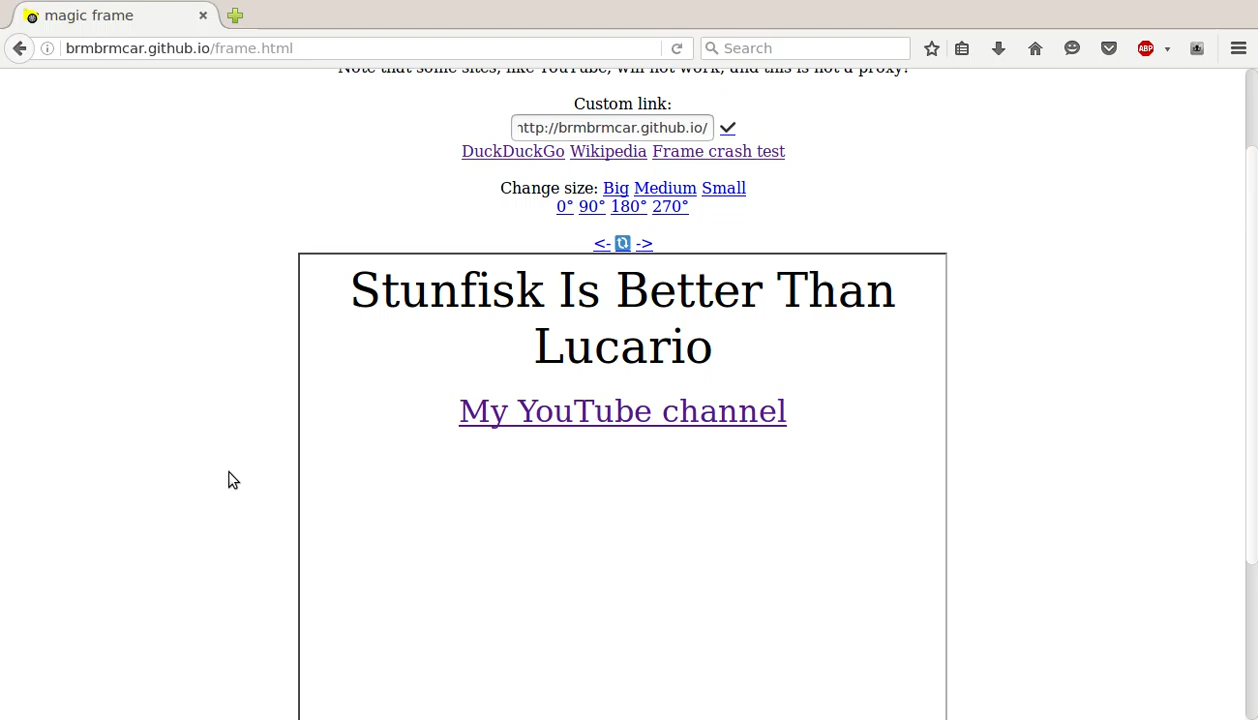 magic frame
brmbrmcar.github.io/frame.html
Search
ABP
Note that some sites, like YouTube, will not work, and this is not a proxy!
Custom link:
http://brmbrmcar.github.io/
DuckDuckGo Wikipedia Frame crash test
Change size: Big Medium Small
0° 90° 180° 270°
<- 🔃 ->
Stunfisk Is Better Than
Lucario
My YouTube channel